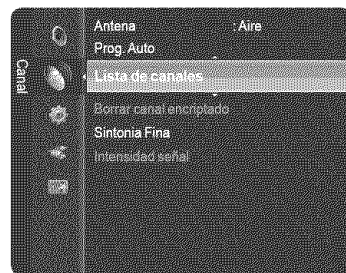 Canal
Antena : Aire
Prog. Auto
Lista de canales
Borrar canal encriptado
Sintonia Fina
Intensidad señal